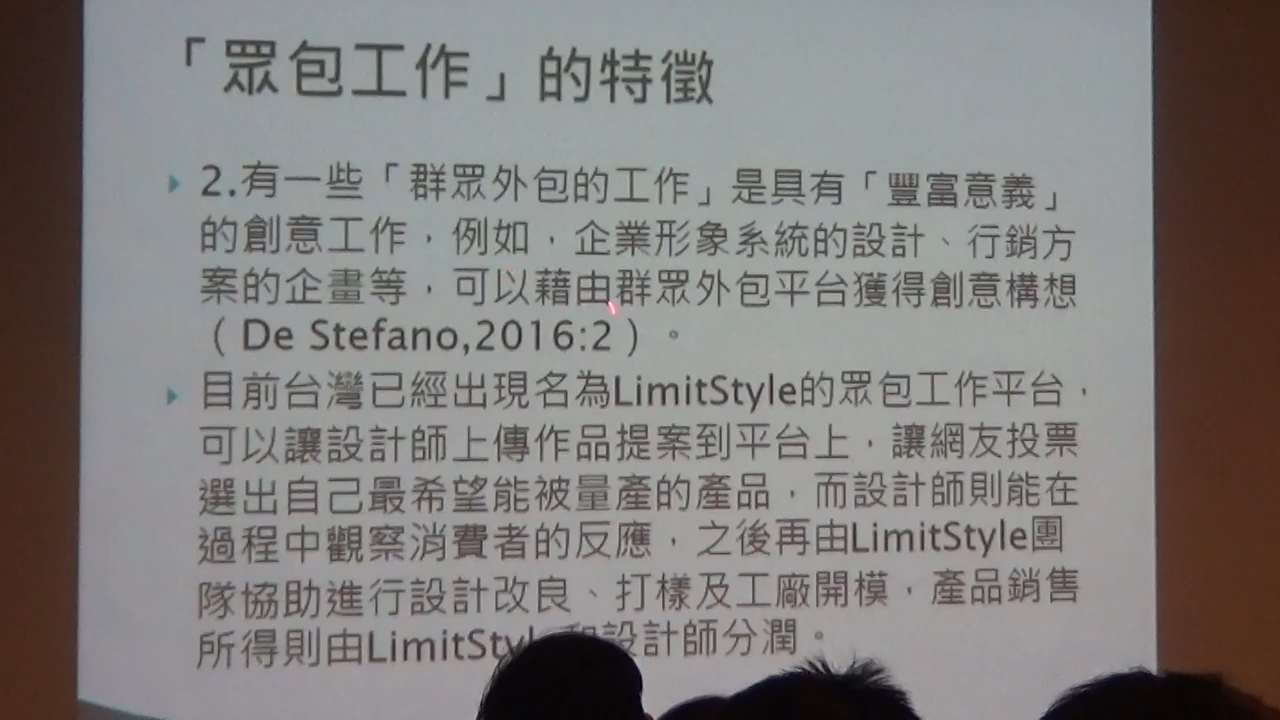 「眾包工作」的特徵
2.有一些「群眾外包的工作」是具有「豐富意義」
的創意工作，例如，企業形象系統的設計、行銷方
案的企畫等，可以藉由群眾外包平台獲得創意構想
（De Stefano,2016:2）。
目前台灣已經出現名為LimitStyle的眾包工作平台，
可以讓設計師上傳作品提案到平台上，讓網友投票
選出自己最希望能被量產的產品，而設計師則能在
過程中觀察消費者的反應，之後再由LimitStyle團
隊協助進行設計改良、打樣及工廠開模，產品銷售
所得則由LimitSty 設計師分潤。